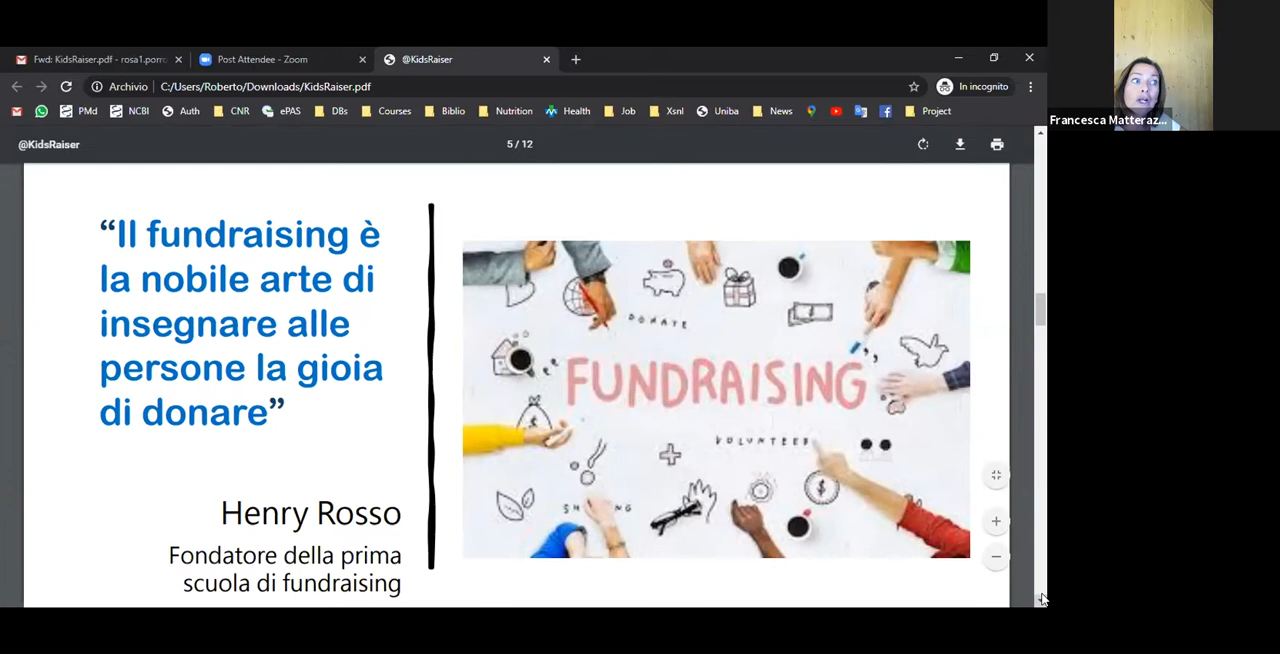 Fwd: KidsRaiser.pdf - rosa1.porro
Post Attendee - Zoom
@KidsRaiser
Archivio
C:/Users/Roberto/Downloads/KidsRaiser.pdf
In incognito
PMd
NCBI
Auth
CNR
ePAS
DBs
Courses
Biblio
Nutrition
Health
Job
Xsnl
Uniba
News
Project
@KidsRaiser
5 / 12
Francesca Matteraz...
“Il fundraising è
la nobile arte di
insegnare alle
persone la gioia
di donare”
Henry Rosso
Fondatore della prima
scuola di fundraising
DONATE
FUNDRAISING
VOLUNTEER